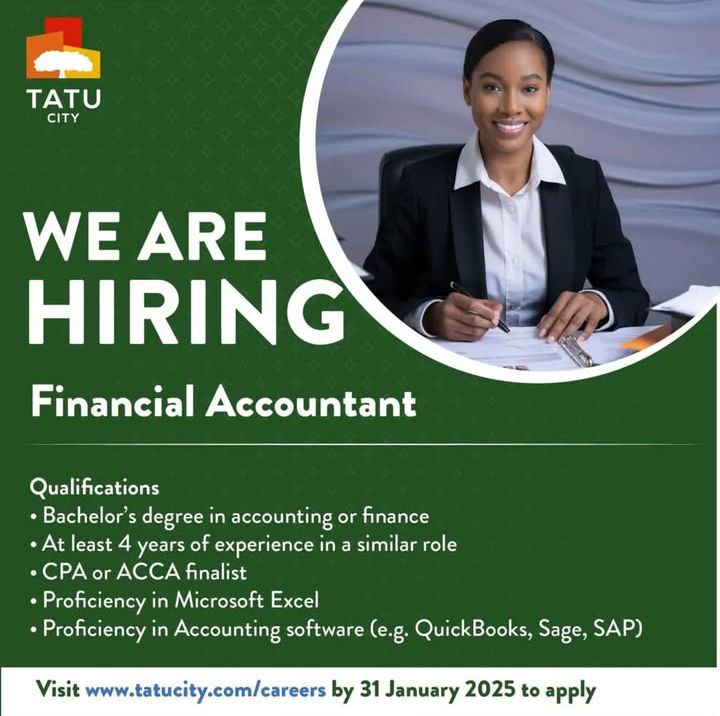 TATU
CITY
WE ARE
HIRING
Financial Accountant
Qualifications
• Bachelor's degree in accounting or finance
• At least 4 years of experience in a similar role
• CPA or ACCA finalist
• Proficiency in Microsoft Excel
• Proficiency in Accounting software (e.g. QuickBooks, Sage, SAP)
Visit www.tatucity.com/careers by 31 January 2025 to apply